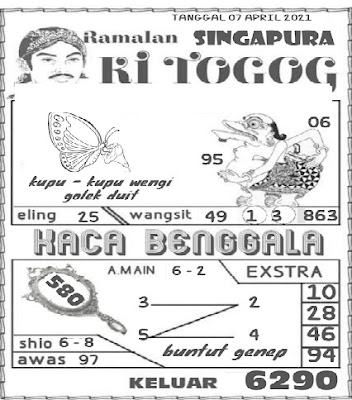 TANGGAL 07 APRIL 2021
Ramalan SINGAPURA
KI TOGOG
06
95
kupu - kupu wengi
golek duit
eling 25 wangsit 49 1 3 863
KACA BENGGALA
580
A.MAIN 6 - 2 EXSTRA
3 2
5 4
10
28
46
94
shio 6 - 8
awas 97
buntut genep
KELUAR 6290